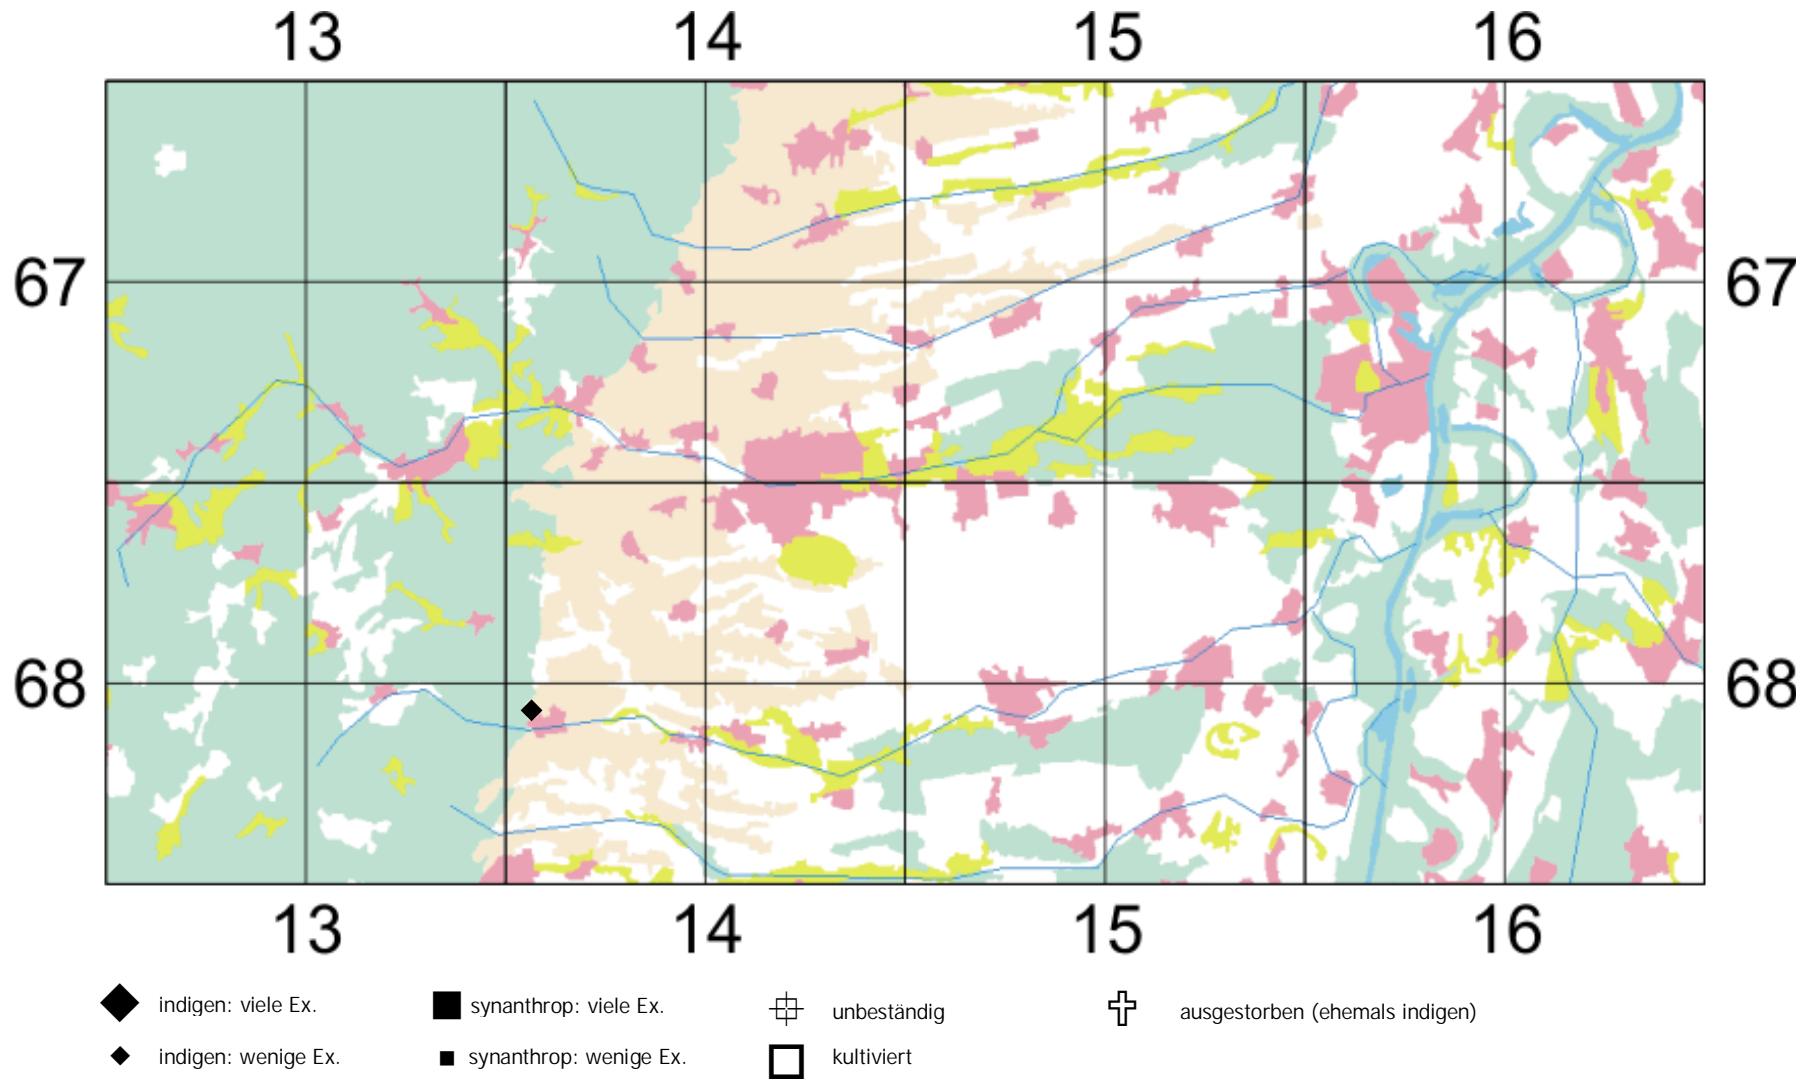 13 14 15 16
67 67
68 68
13 14 15 16
indigen: viele Ex. synanthrop: viele Ex. unbeständig ausgestorben (ehemals indigen)
indigen: wenige Ex. synanthrop: wenige Ex. kultiviert